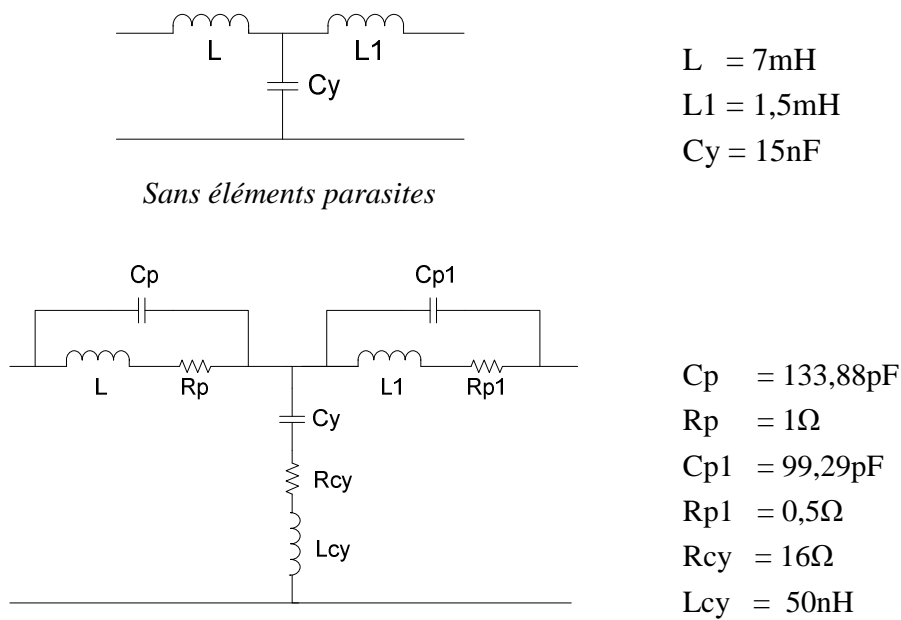 L
L1
Cy
L = 7mH
L1 = 1,5mH
Cy = 15nF
Sans éléments parasites
Cp
Cp1
L
Rp
L1
Rp1
Cy
Rcy
Lcy
Cp = 133,88pF
Rp = 1Ω
Cp1 = 99,29pF
Rp1 = 0,5Ω
Rcy = 16Ω
Lcy = 50nH